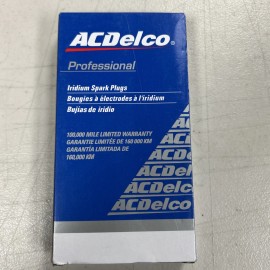 ACDelco
Professional
Iridium Spark Plugs
Bougies à électrodes à l'iridium
Bujías de iridio
100,000 MILE LIMITED WARRANTY
GARANTIE LIMITÉE DE 160 000 KM
GARANTÍA LIMITADA DE
160,000 KM
ACDelco
ACDelco
ACDelco
ACDelco